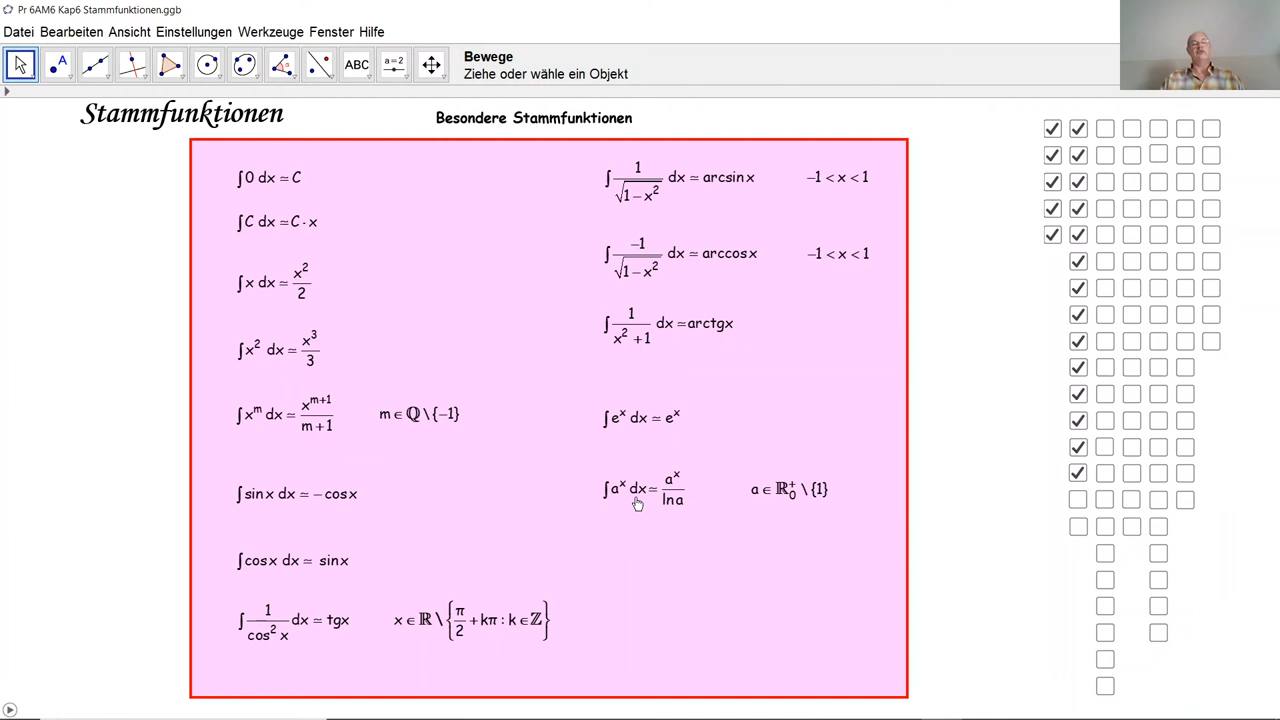 Pr 6AM6 Kap6 Stammfunktionen.ggb
Datei Bearbeiten Ansicht Einstellungen Werkzeuge Fenster Hilfe
A
ABC
a=2
Bewege
Ziehe oder wähle ein Objekt
Stammfunktionen
Besondere Stammfunktionen
∫0 dx ≃ C
∫C dx ≃ C · x
∫x dx ≃ x²/2
∫x² dx ≃ x³/3
∫x^m dx ≃ x^(m+1)/(m+1) m ∈ ℚ \ {−1}
∫sin x dx ≃ −cos x
∫cos x dx ≃ sin x
∫1/cos² x dx ≃ tg x x ∈ ℝ \ {π/2 + kπ : k ∈ ℤ}
∫1/√(1−x²) dx ≃ arcsin x −1 < x < 1
∫−1/√(1−x²) dx ≃ arccos x −1 < x < 1
∫1/(x²+1) dx ≃ arctg x
∫e^x dx ≃ e^x
∫a^x dx ≃ a^x/ln a a ∈ ℝ₀⁺ \ {1}